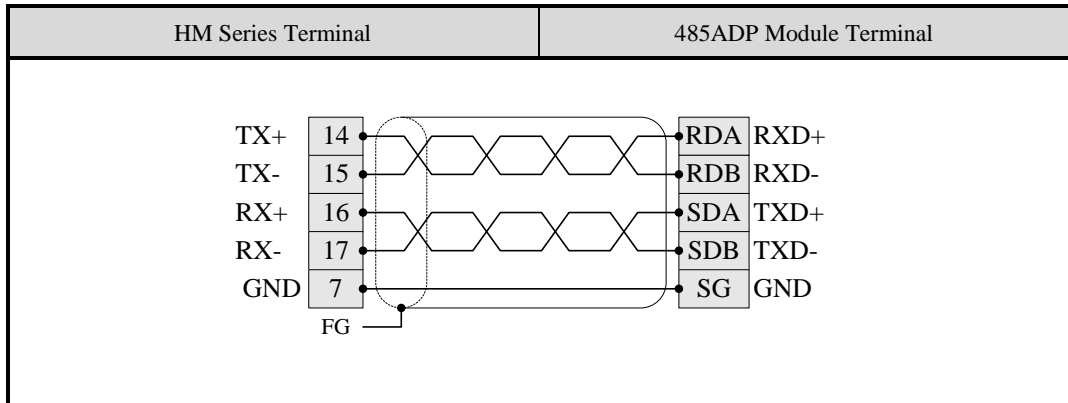 HM Series Terminal 485ADP Module Terminal
TX+ 14 RDA RXD+
TX- 15 RDB RXD-
RX+ 16 SDA TXD+
RX- 17 SDB TXD-
GND 7 SG GND
FG